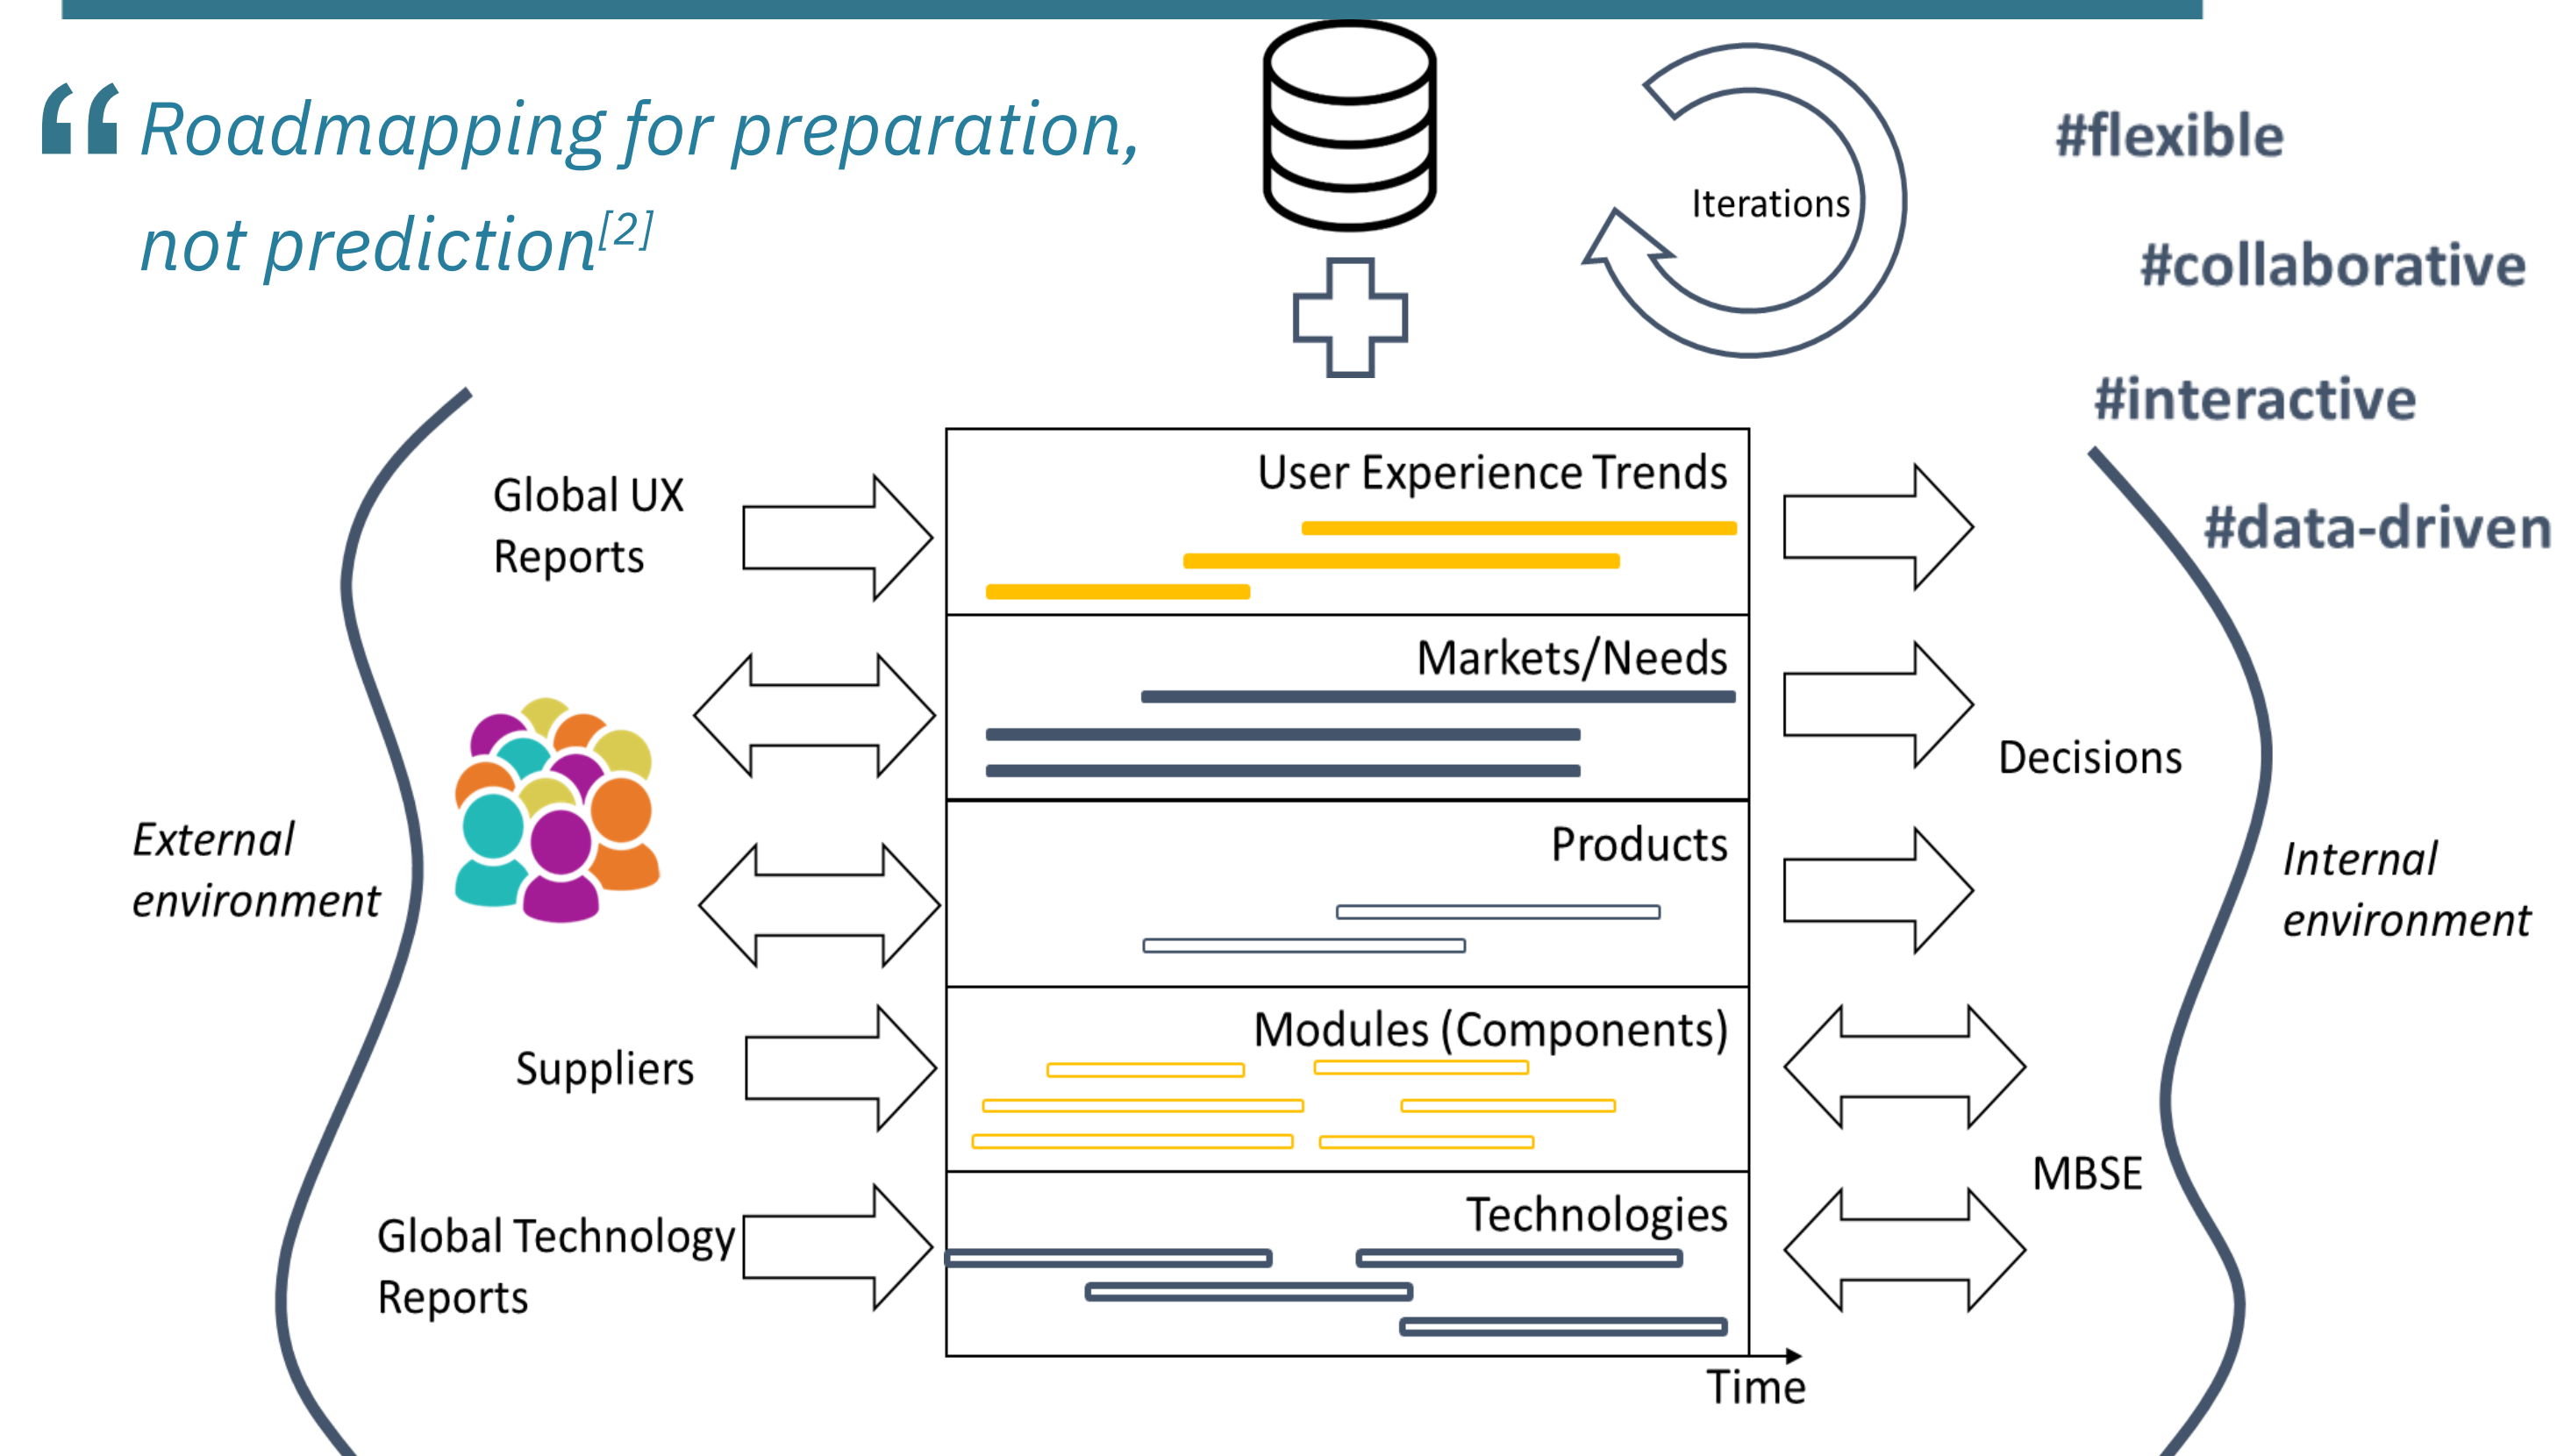 “ Roadmapping for preparation,
not prediction[2]
Iterations
#flexible
#collaborative
#interactive
#data-driven
Global UX
Reports
User Experience Trends
Markets/Needs
Decisions
External
environment
Products
Internal
environment
Suppliers
Modules (Components)
MBSE
Global Technology
Reports
Technologies
Time